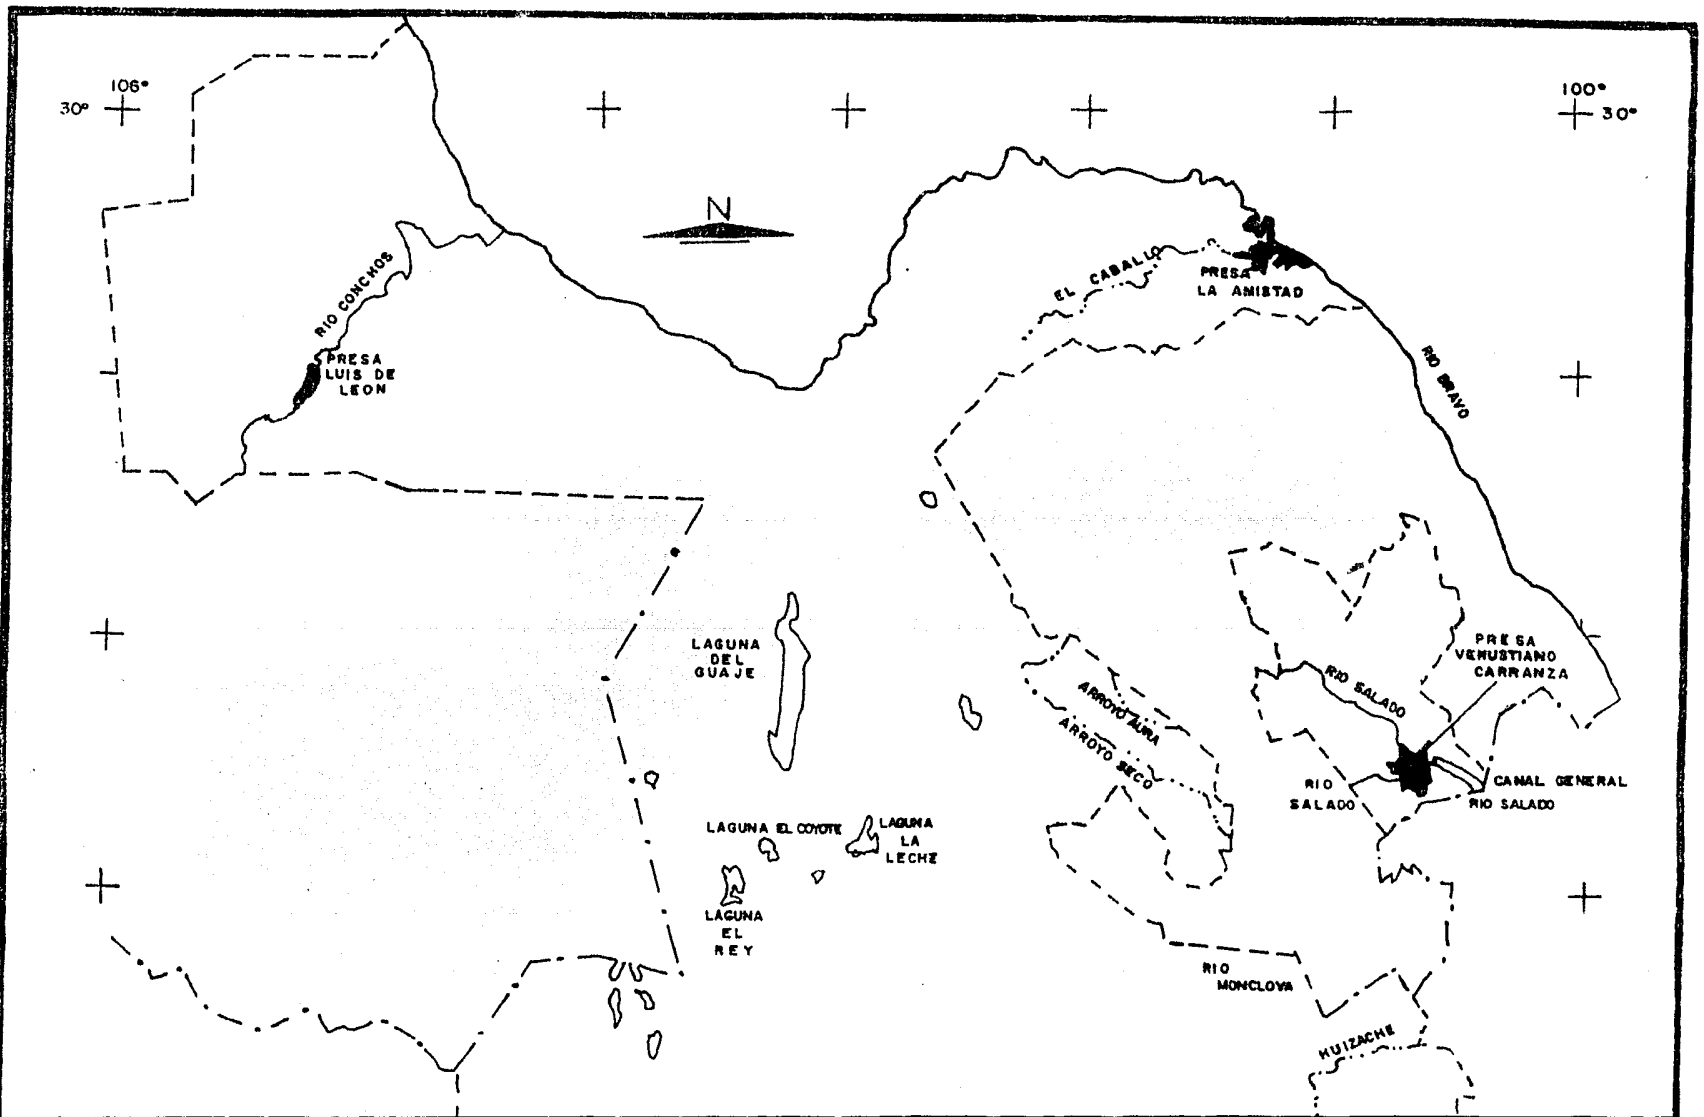 106°
100°
30°
30°
N
RIO CONCHOS
EL CABALLO
PRESA
LA AMISTAD
PRESA
LUIS DE
LEON
RIO BRAVO
LAGUNA
DEL
GUAJE
PRESA
VENUSTIANO
CARRANZA
RIO SALADO
ARROYO AURA
ARROYO SECO
RIO
SALADO
CANAL GENERAL
RIO SALADO
LAGUNA EL COYOTE
LAGUNA
LA
LECHE
LAGUNA
EL
REY
RIO
MONCLOVA
HUIZACHE